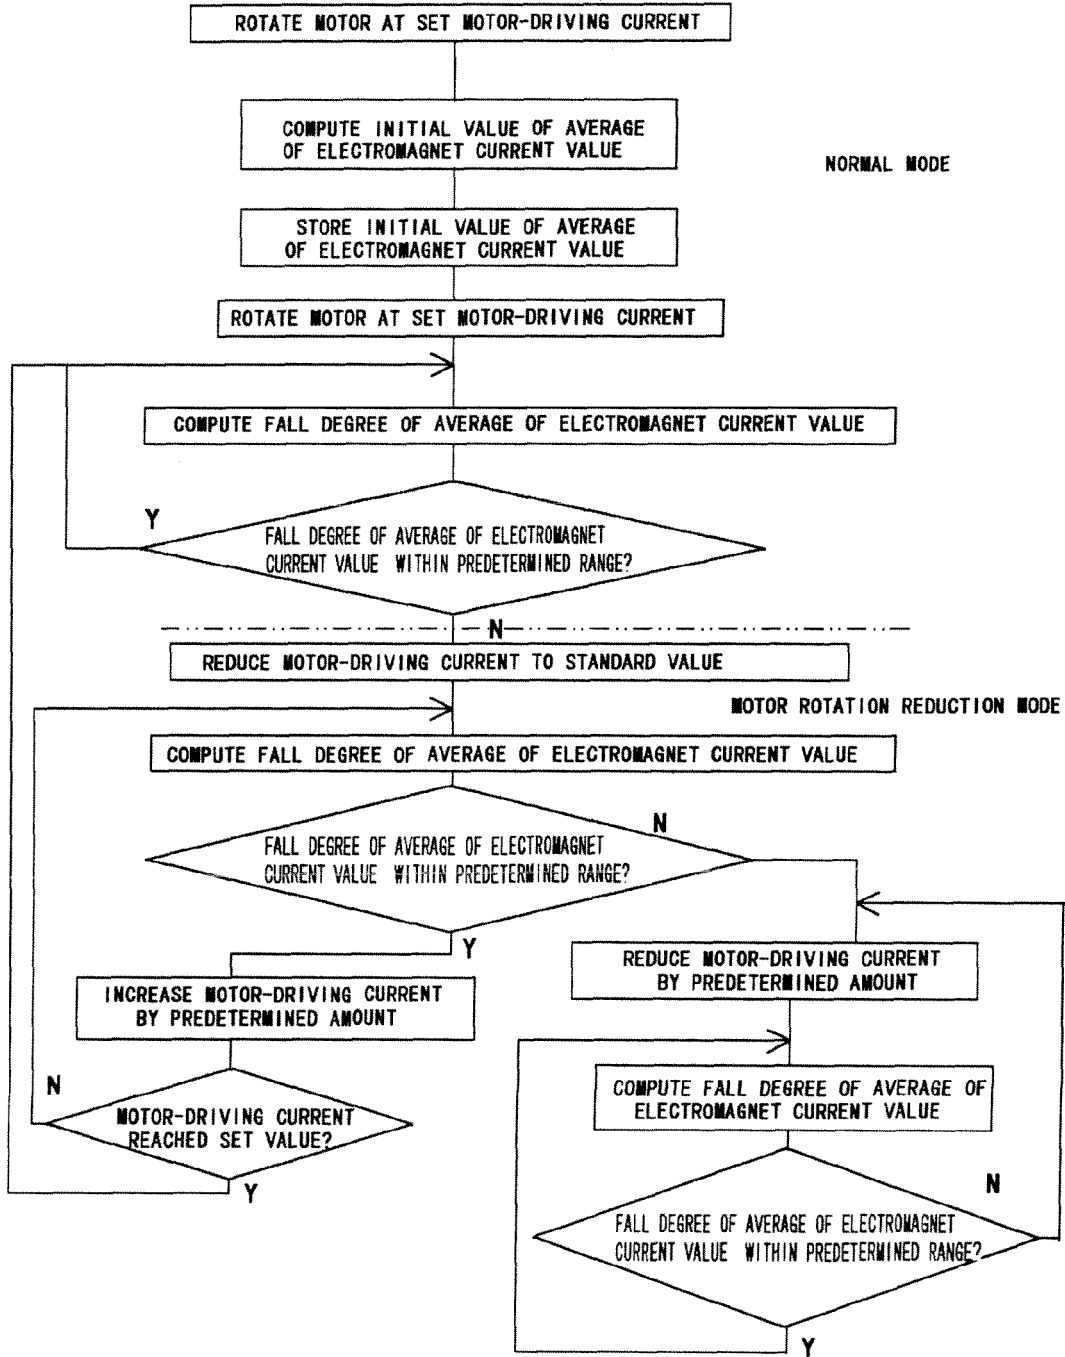 ROTATE MOTOR AT SET MOTOR-DRIVING CURRENT
COMPUTE INITIAL VALUE OF AVERAGE
OF ELECTROMAGNET CURRENT VALUE
NORMAL MODE
STORE INITIAL VALUE OF AVERAGE
OF ELECTROMAGNET CURRENT VALUE
ROTATE MOTOR AT SET MOTOR-DRIVING CURRENT
COMPUTE FALL DEGREE OF AVERAGE OF ELECTROMAGNET CURRENT VALUE
Y
FALL DEGREE OF AVERAGE OF ELECTROMAGNET
CURRENT VALUE WITHIN PREDETERMINED RANGE?
N
REDUCE MOTOR-DRIVING CURRENT TO STANDARD VALUE
MOTOR ROTATION REDUCTION MODE
COMPUTE FALL DEGREE OF AVERAGE OF ELECTROMAGNET CURRENT VALUE
N
FALL DEGREE OF AVERAGE OF ELECTROMAGNET
CURRENT VALUE WITHIN PREDETERMINED RANGE?
Y
INCREASE MOTOR-DRIVING CURRENT
BY PREDETERMINED AMOUNT
N
MOTOR-DRIVING CURRENT
REACHED SET VALUE?
Y
REDUCE MOTOR-DRIVING CURRENT
BY PREDETERMINED AMOUNT
COMPUTE FALL DEGREE OF AVERAGE OF
ELECTROMAGNET CURRENT VALUE
N
FALL DEGREE OF AVERAGE OF ELECTROMAGNET
CURRENT VALUE WITHIN PREDETERMINED RANGE?
Y